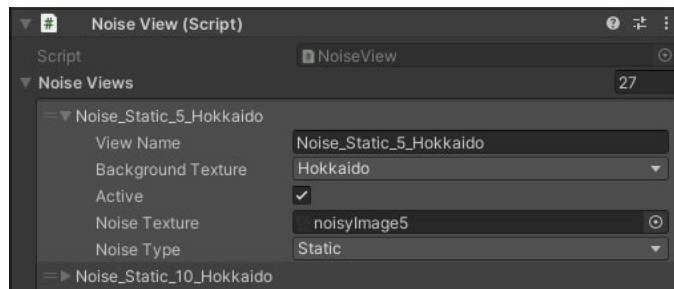 # Noise View (Script)
Script NoiseView
Noise Views 27
Noise_Static_5_Hokkaido
View Name Noise_Static_5_Hokkaido
Background Texture Hokkaido
Active
Noise Texture noisyImage5
Noise Type Static
Noise_Static_10_Hokkaido